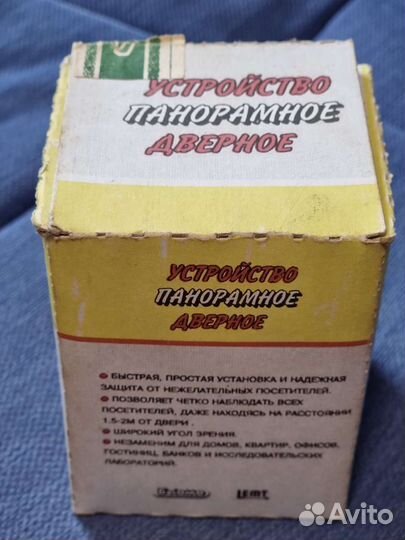 УСТРОЙСТВО
ПАНОРАМНОЕ
ДВЕРНОЕ
УСТРОЙСТВО
ПАНОРАМНОЕ
ДВЕРНОЕ
● БЫСТРАЯ, ПРОСТАЯ УСТАНОВКА И НАДЕЖНАЯ
ЗАЩИТА ОТ НЕЖЕЛАТЕЛЬНЫХ ПОСЕТИТЕЛЕЙ.
● ПОЗВОЛЯЕТ ЧЕТКО НАБЛЮДАТЬ ВСЕХ
ПОСЕТИТЕЛЕЙ, ДАЖЕ НАХОДЯСЬ НА РАССТОЯНИИ
1.5-2М ОТ ДВЕРИ .
● ШИРОКИЙ УГОЛ ЗРЕНИЯ.
● НЕЗАМЕНИМ ДЛЯ ДОМОВ, КВАРТИР, ОФИСОВ,
ГОСТИНИЦ, БАНКОВ И ИССЛЕДОВАТЕЛЬСКИХ
ЛАБОРАТОРИЙ.
LEMT
Avito